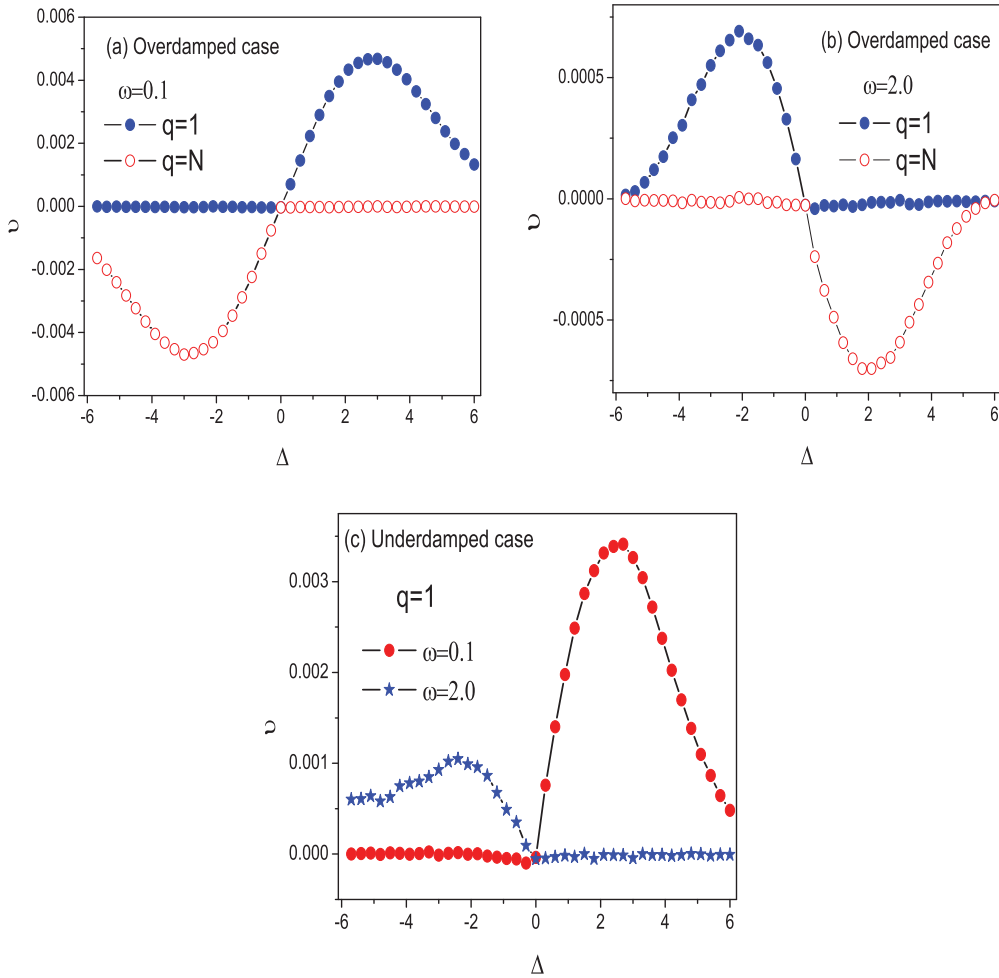 (a) Overdamped case
ω=0.1
q=1
q=N
0.006
0.004
0.002
0.000
-0.002
-0.004
-0.006
-6 -4 -2 0 2 4 6
υ
Δ
(b) Overdamped case
ω=2.0
q=1
q=N
0.0005
0.0000
-0.0005
-6 -4 -2 0 2 4 6
υ
Δ
(c) Underdamped case
q=1
ω=0.1
ω=2.0
0.003
0.002
0.001
0.000
-6 -4 -2 0 2 4 6
υ
Δ